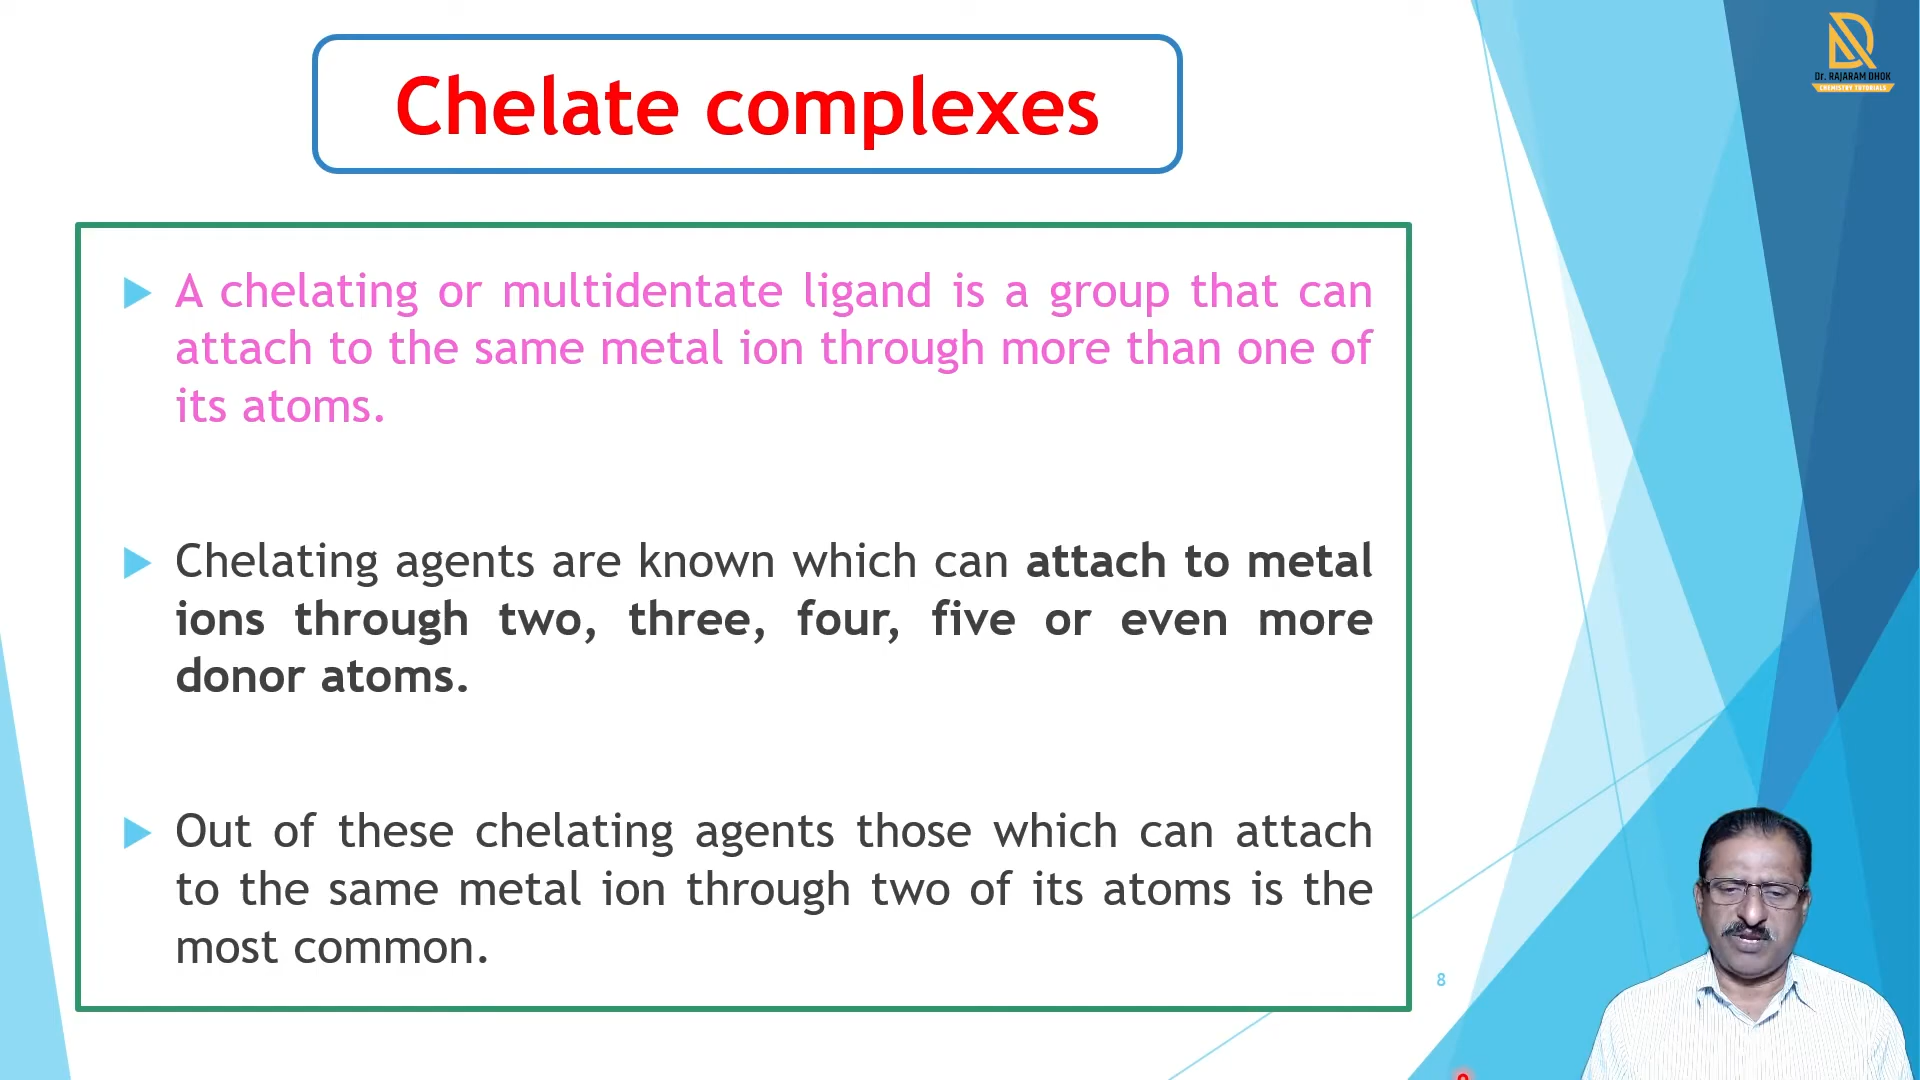 Dr. RAJARAM DHOK
CHEMISTRY TUTORIALS
Chelate complexes
A chelating or multidentate ligand is a group that can
attach to the same metal ion through more than one of
its atoms.
Chelating agents are known which can attach to metal
ions through two, three, four, five or even more
donor atoms.
Out of these chelating agents those which can attach
to the same metal ion through two of its atoms is the
most common.
8